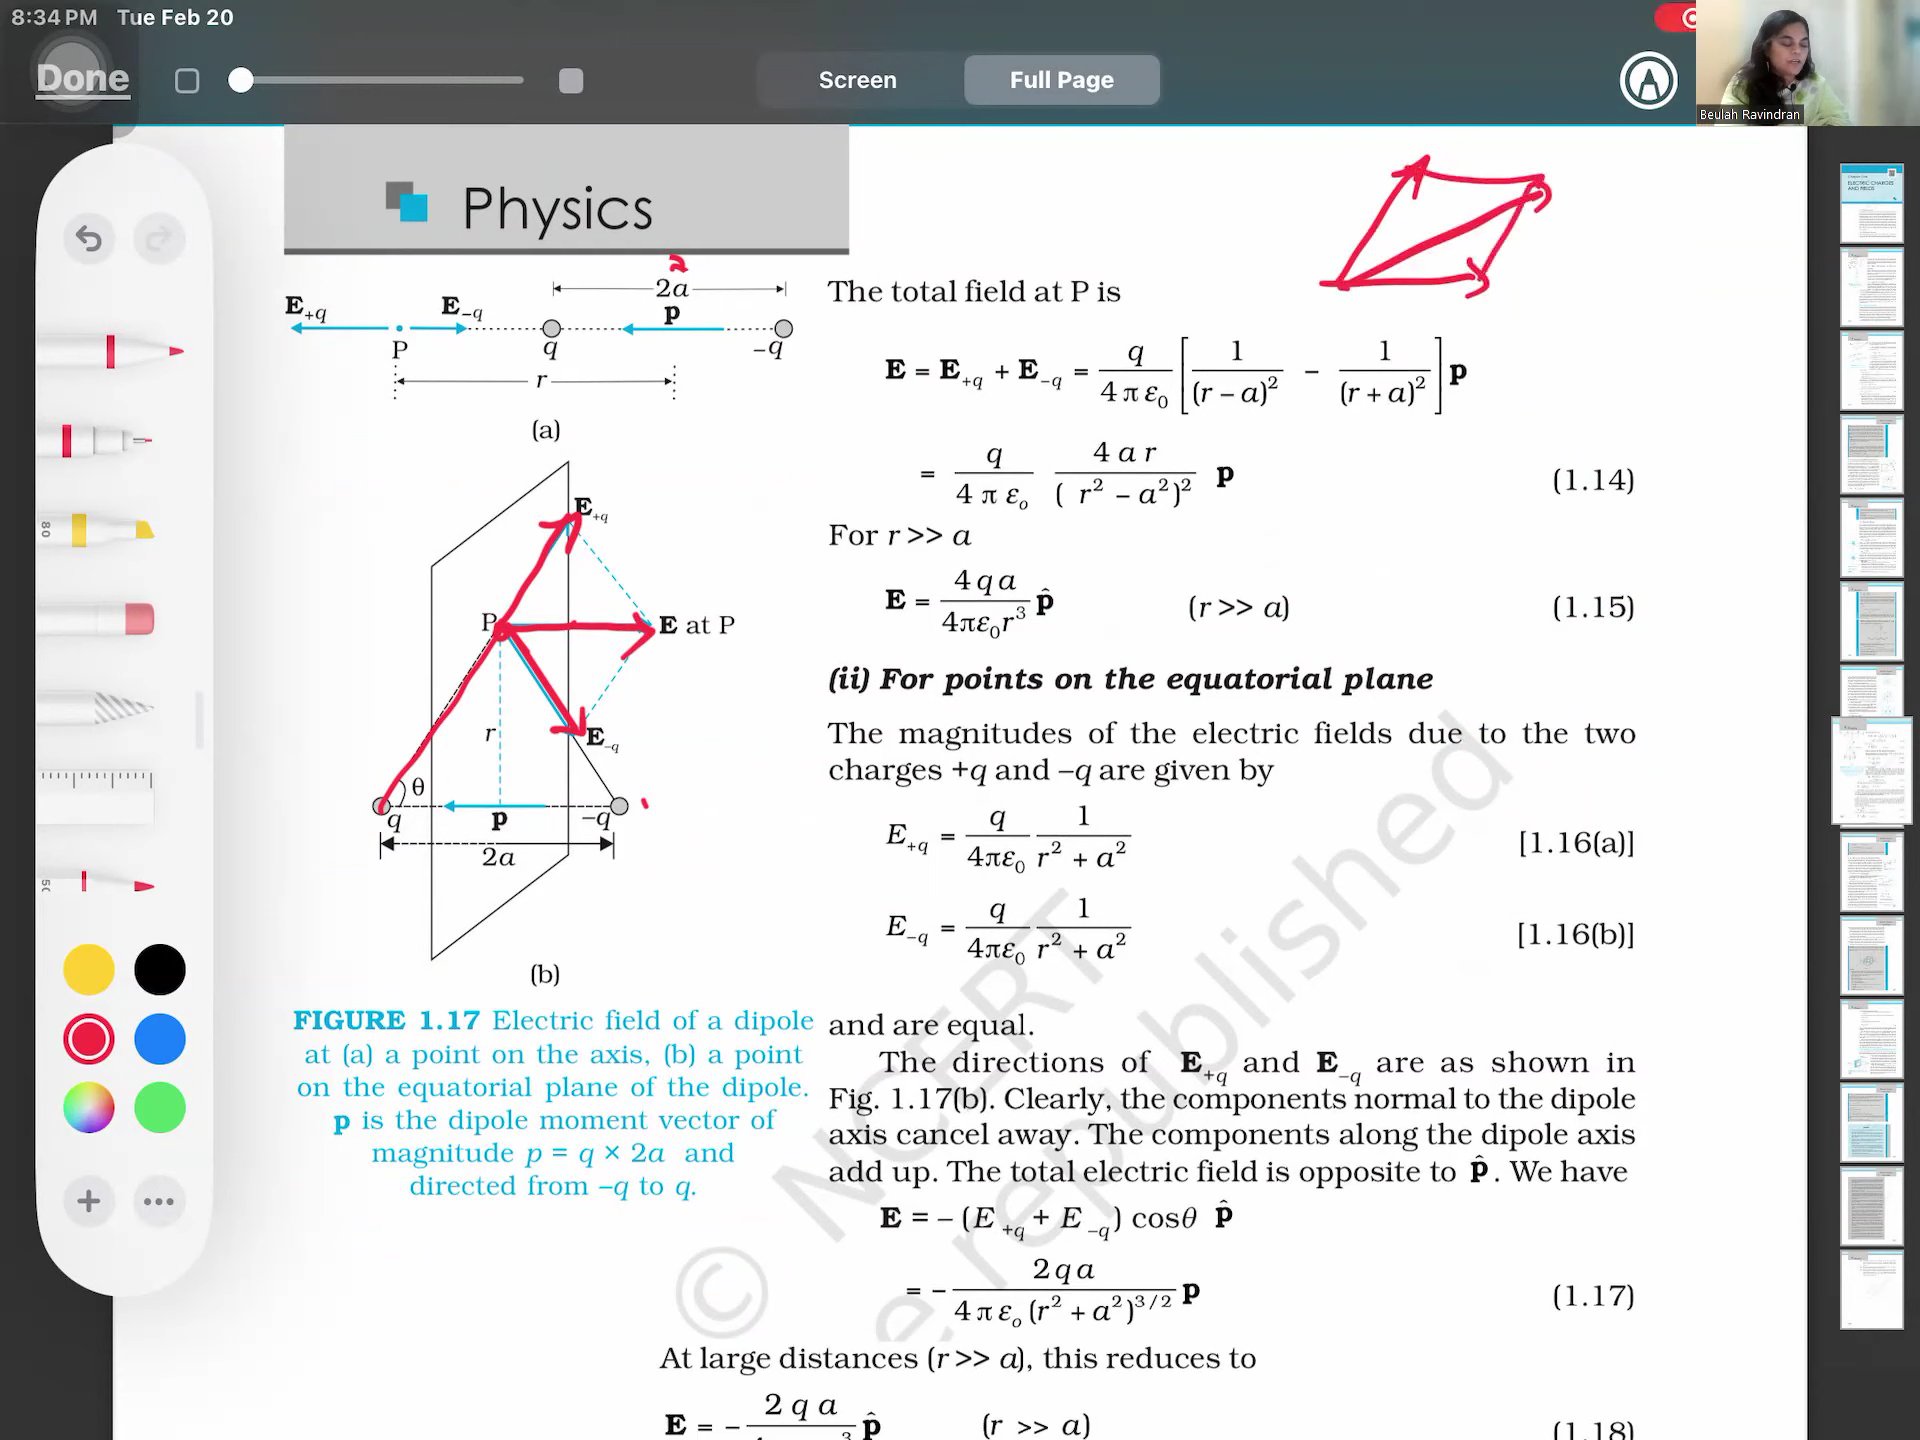 8:34 PM Tue Feb 20
Done
Screen
Full Page
Beulah Ravindran
Physics
2
2a
E+q
E–q
p
P
q
–q
r
(a)
E+q
P
E at P
r
E–q
θ
q
p
–q
2a
(b)
FIGURE 1.17 Electric field of a dipole
at (a) a point on the axis, (b) a point
on the equatorial plane of the dipole.
p is the dipole moment vector of
magnitude p = q × 2a and
directed from –q to q.
The total field at P is
E = E+q + E–q = q/4πε0 [1/(r – a)² – 1/(r + a)²] p
= q/4πεo 4ar/(r² – a²)² p (1.14)
For r >> a
E = 4qa/4πε0r³ p̂ (r >> a) (1.15)
(ii) For points on the equatorial plane
The magnitudes of the electric fields due to the two
charges +q and –q are given by
E+q = q/4πε0 1/r² + a² [1.16(a)]
E–q = q/4πε0 1/r² + a² [1.16(b)]
and are equal.
The directions of E+q and E–q are as shown in
Fig. 1.17(b). Clearly, the components normal to the dipole
axis cancel away. The components along the dipole axis
add up. The total electric field is opposite to p̂. We have
E = – (E+q + E–q) cosθ p̂
= – 2qa/4πεo(r² + a²)^3/2 p (1.17)
At large distances (r >> a), this reduces to
E = – 2qa p̂ (r >> a) (1.18)
© NCERT
republished
80